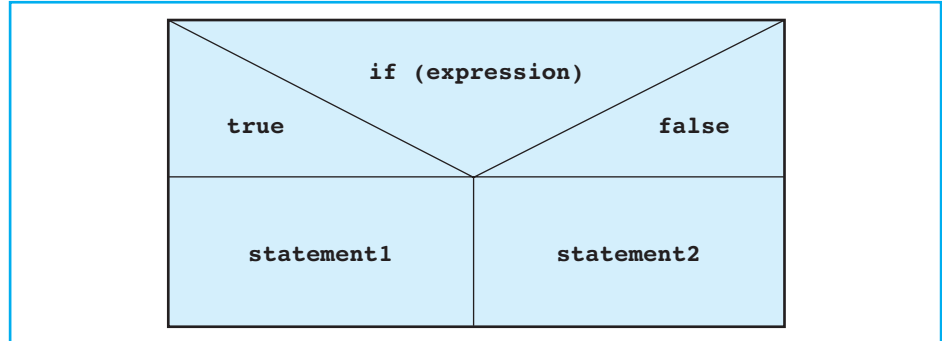 if (expression)
true
false
statement1
statement2